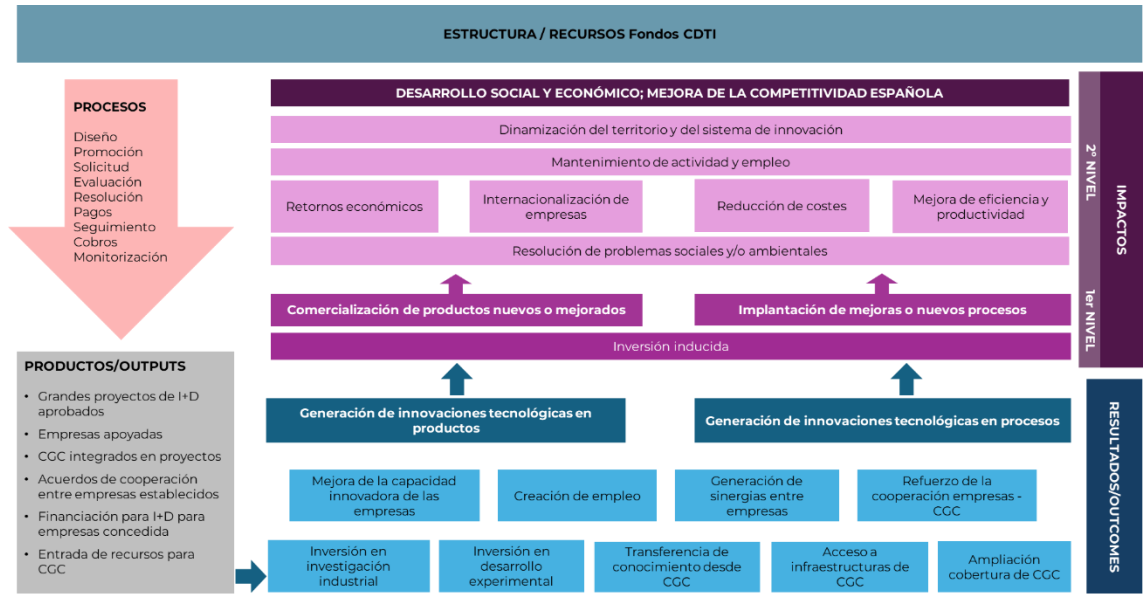 ESTRUCTURA / RECURSOS Fondos CDTI
PROCESOS
Diseño
Promoción
Solicitud
Evaluación
Resolución
Pagos
Seguimiento
Cobros
Monitorización
PRODUCTOS/OUTPUTS
• Grandes proyectos de I+D
aprobados
• Empresas apoyadas
• CGC integrados en proyectos
• Acuerdos de cooperación
entre empresas establecidos
• Financiación para I+D para
empresas concedida
• Entrada de recursos para
CGC
DESARROLLO SOCIAL Y ECONÓMICO; MEJORA DE LA COMPETITIVIDAD ESPAÑOLA
Dinamización del territorio y del sistema de innovación
Mantenimiento de actividad y empleo
Retornos económicos
Internacionalización de
empresas
Reducción de costes
Mejora de eficiencia y
productividad
Resolución de problemas sociales y/o ambientales
Comercialización de productos nuevos o mejorados
Implantación de mejoras o nuevos procesos
Inversión inducida
2º NIVEL
1er NIVEL
IMPACTOS
Generación de innovaciones tecnológicas en
productos
Generación de innovaciones tecnológicas en procesos
Mejora de la capacidad
innovadora de las
empresas
Creación de empleo
Generación de
sinergias entre
empresas
Refuerzo de la
cooperación empresas -
CGC
Inversión en
investigación
industrial
Inversión en
desarrollo
experimental
Transferencia de
conocimiento desde
CGC
Acceso a
infraestructuras de
CGC
Ampliación
cobertura de CGC
RESULTADOS/OUTCOMES